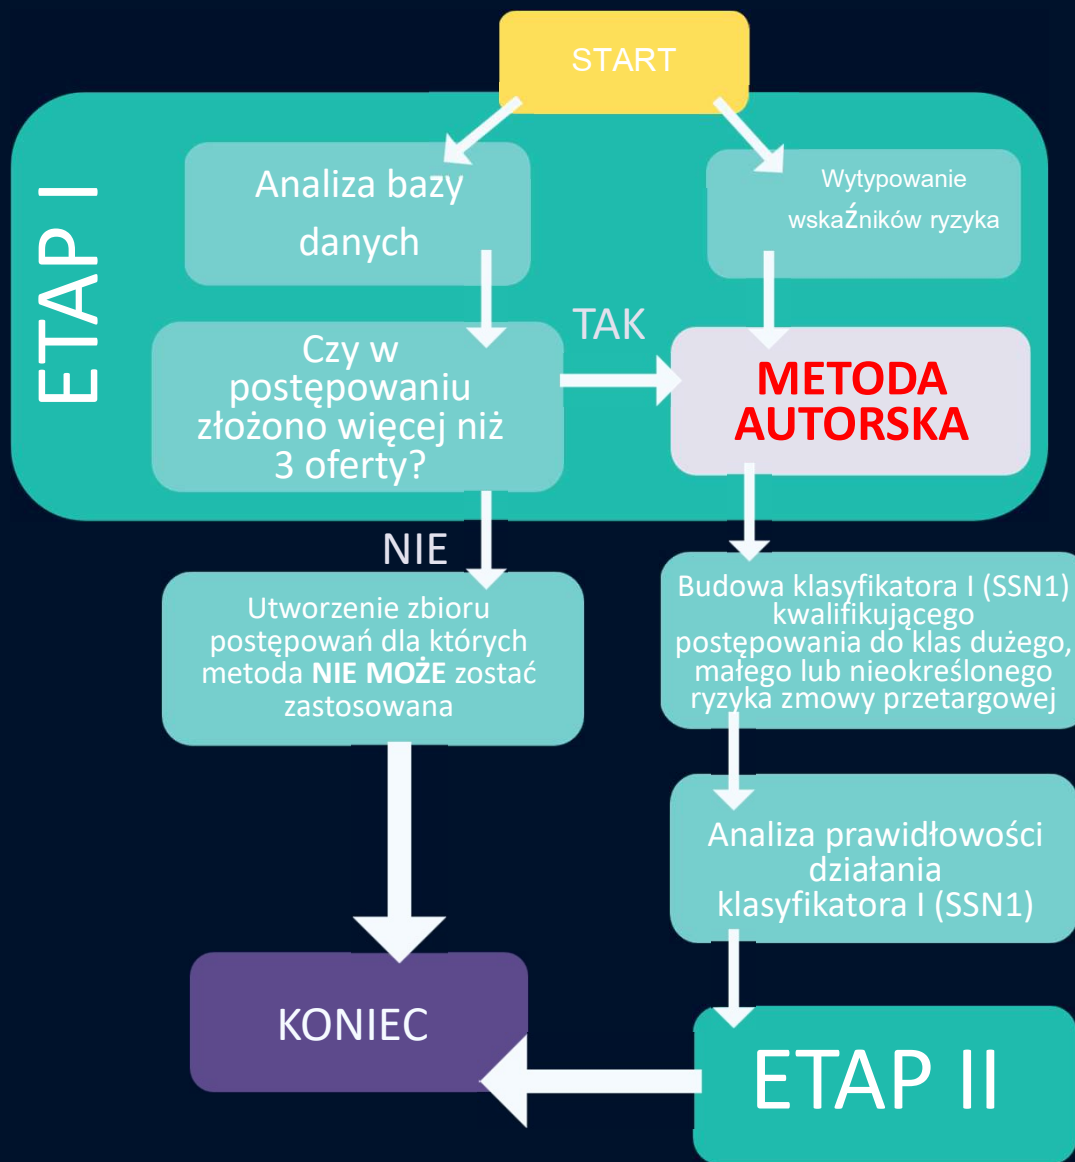 START
ETAP I
Analiza bazy
danych
Wytypowanie
wskaźników ryzyka
Czy w
postępowaniu
złożono więcej niż
3 oferty?
TAK
METODA
AUTORSKA
NIE
Utworzenie zbioru
postępowań dla których
metoda NIE MOŻE zostać
zastosowana
Budowa klasyfikatora I (SSN1)
kwalifikującego
postępowania do klas dużego,
małego lub nieokreślonego
ryzyka zmowy przetargowej
Analiza prawidłowości
działania
klasyfikatora I (SSN1)
KONIEC
ETAP II